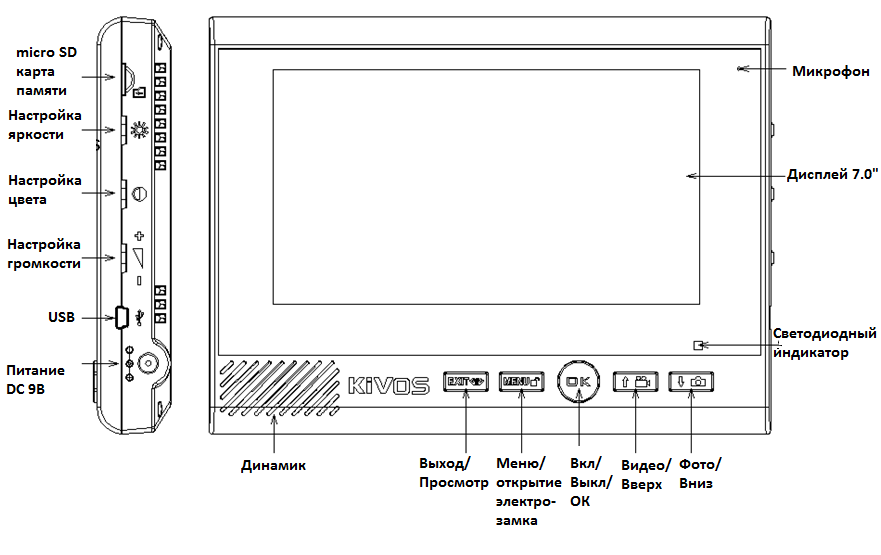 micro SD
карта
памяти
Настройка
яркости
Настройка
цвета
Настройка
громкости
USB
Питание
DC 9В
Микрофон
Дисплей 7.0"
Светодиодный
индикатор
KiVOS
EXIT
MENU
OK
Динамик
Выход/
Просмотр
Меню/
открытие
электро-
замка
Вкл/
Выкл/
ОК
Видео/
Вверх
Фото/
Вниз